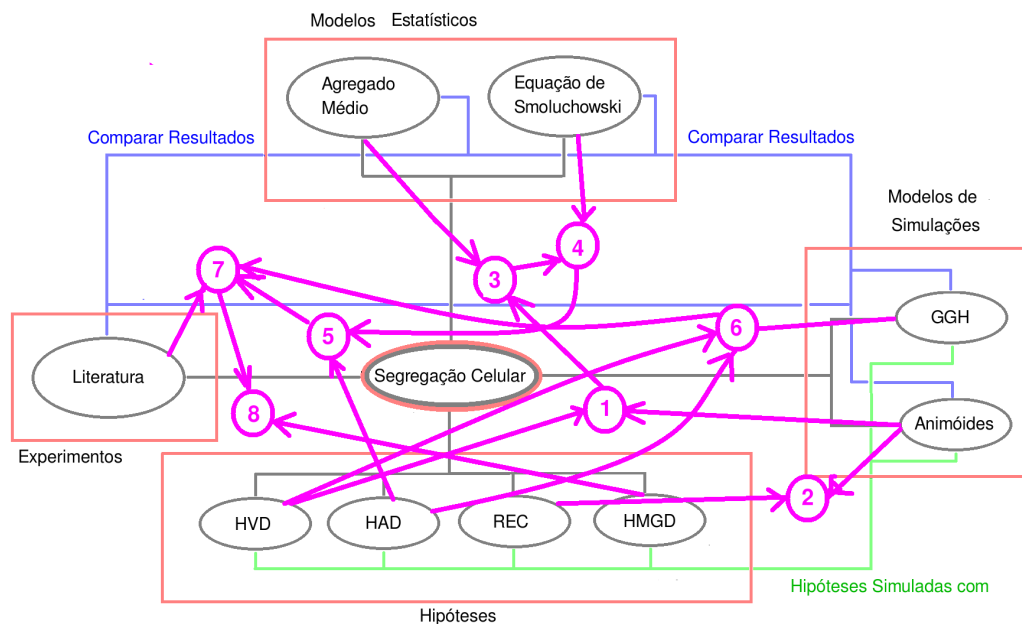 Modelos Estatísticos
Agregado
Médio
Equação de
Smoluchowski
Comparar Resultados
Comparar Resultados
Modelos de
Simulações
4
7
3
GGH
6
5
Literatura
Segregação Celular
1
8
Animóides
Experimentos
2
HVD
HAD
REC
HMGD
Hipóteses Simuladas com
Hipóteses